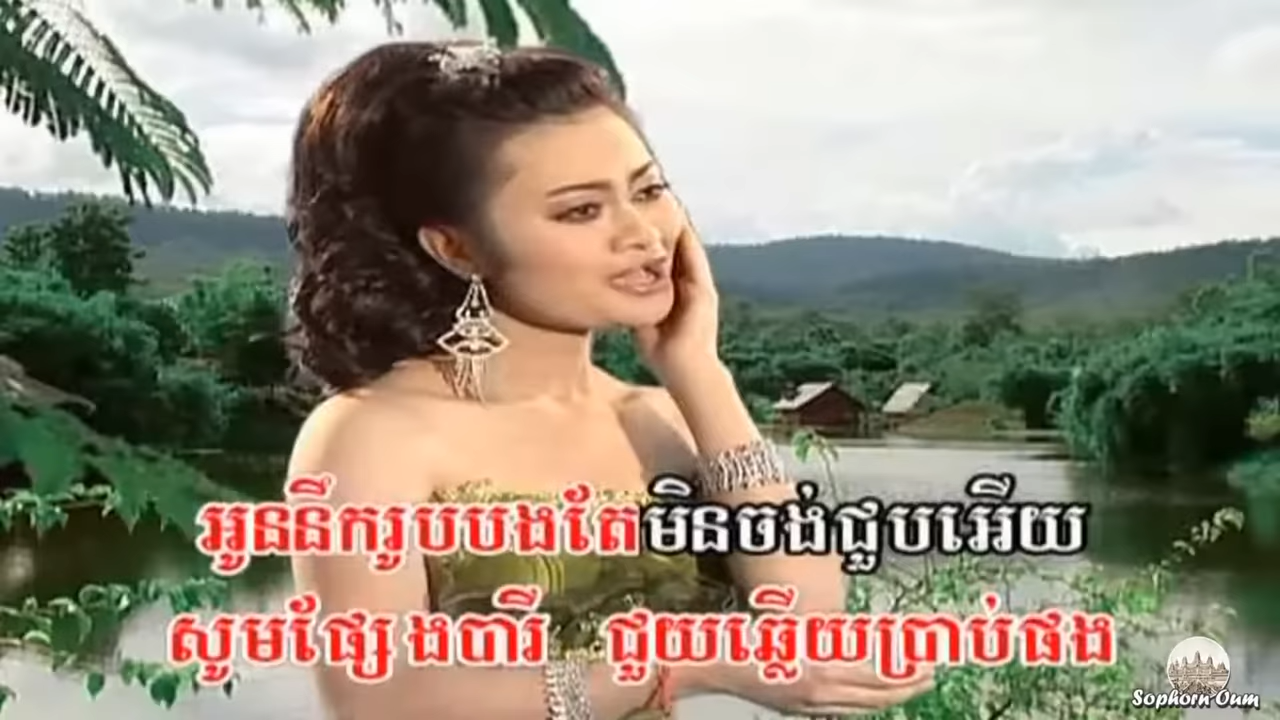 អូននឹករូបបងតែមិនចង់ជួបអើយ
សូមផ្សែងបារី ជួយឆ្លើយប្រាប់ផង
Sophorn Oum